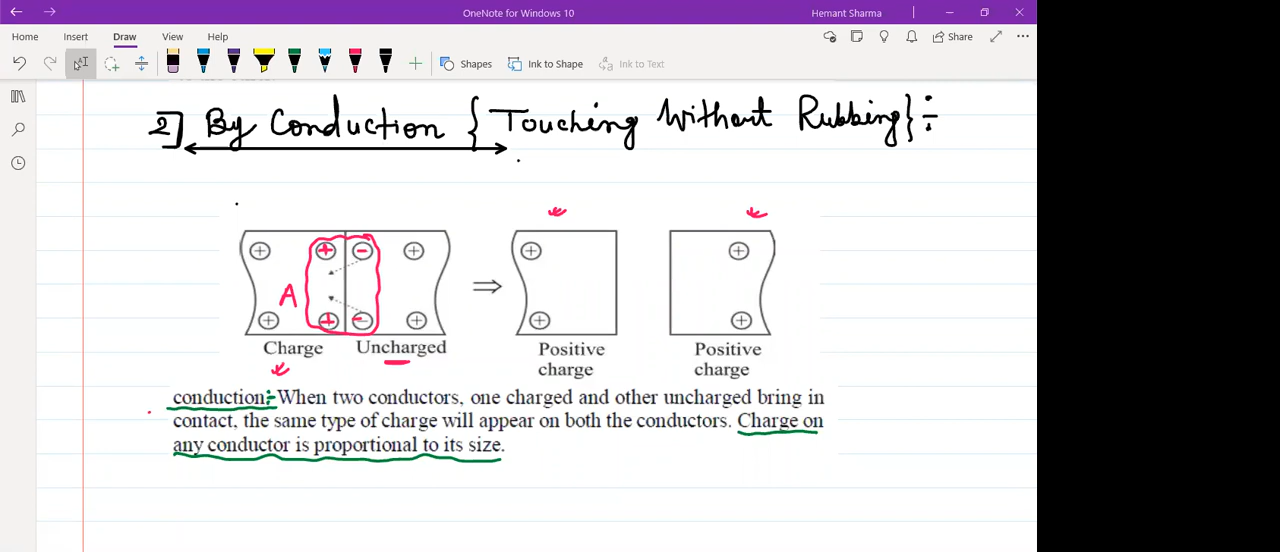 OneNote for Windows 10
Hemant Sharma
Home Insert Draw View Help
Share
Shapes Ink to Shape Ink to Text
2] By Conduction { Touching Without Rubbing} ÷
+ + − +
A
+ + − +
Charge Uncharged
⇒
+ +
+ +
Positive charge
Positive charge
conduction:- When two conductors, one charged and other uncharged bring in
contact, the same type of charge will appear on both the conductors. Charge on
any conductor is proportional to its size.